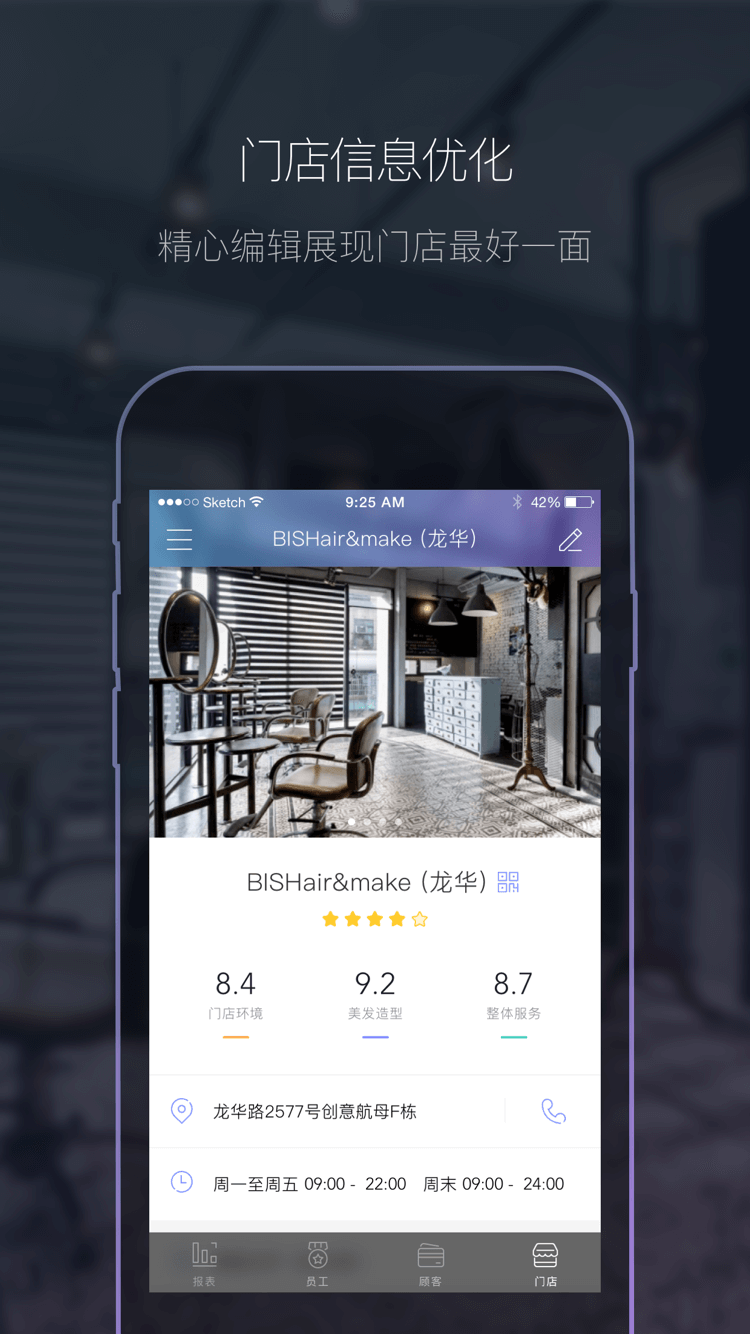 门店信息优化
精心编辑展现门店最好一面
Sketch 9:25 AM 42%
BISHair&make (龙华)
BISHair&make (龙华)
8.4 9.2 8.7
门店环境 美发造型 整体服务
龙华路2577号创意航母F栋
周一至周五 09:00 - 22:00 周末 09:00 - 24:00
报表 员工 顾客 门店